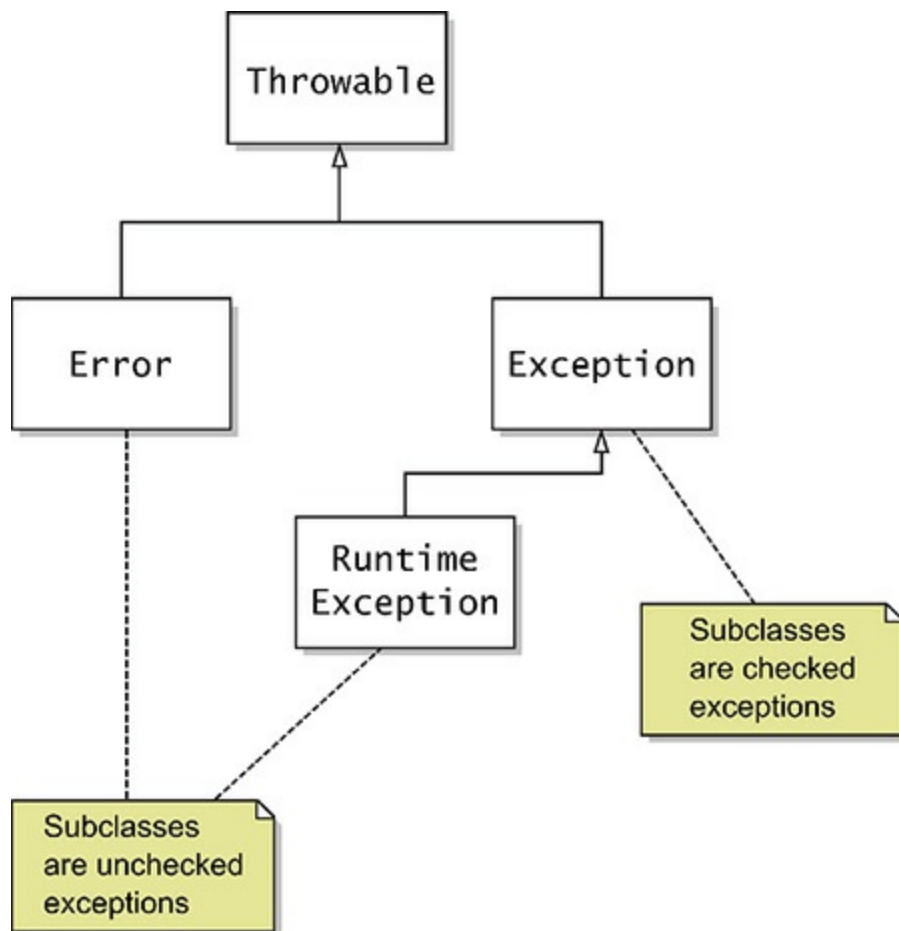 Throwable
Error
Exception
Runtime
Exception
Subclasses
are checked
exceptions
Subclasses
are unchecked
exceptions